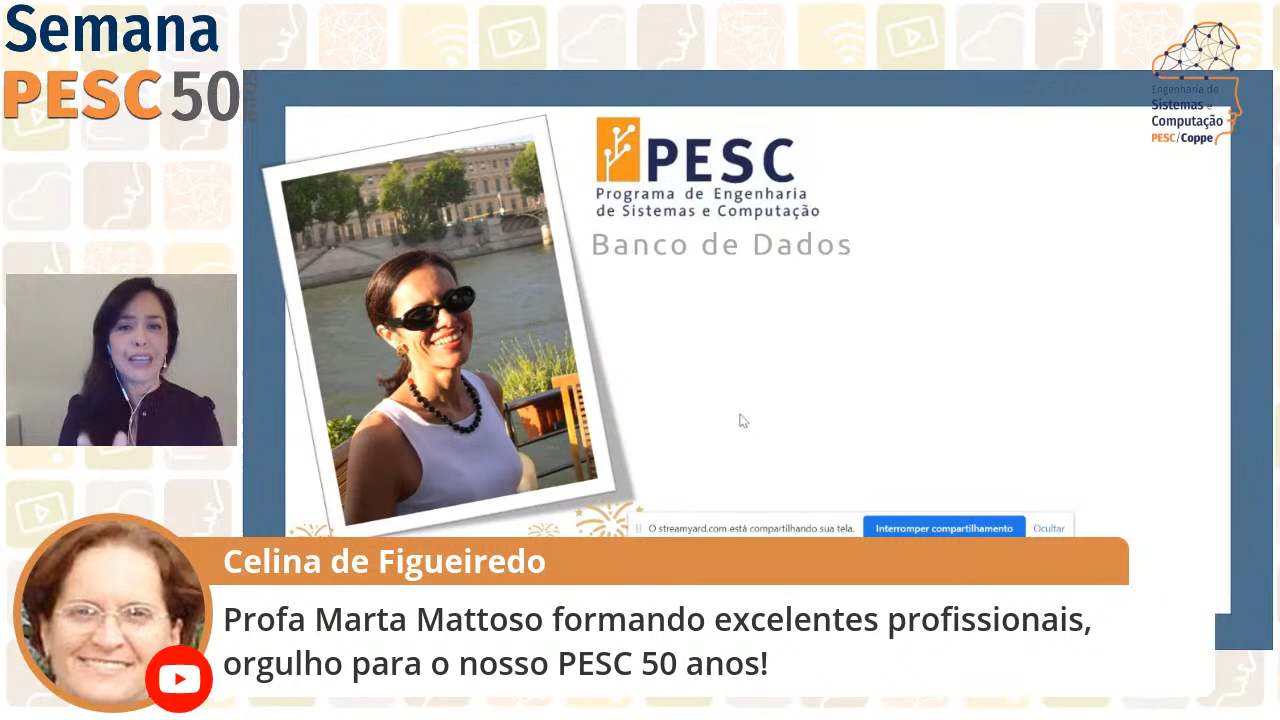 Semana
PESC 50
Engenharia de
Sistemas e
Computação
PESC/Coppe
PESC
Programa de Engenharia
de Sistemas e Computação
Banco de Dados
O streamyard.com está compartilhando sua tela.
Interromper compartilhamento
Ocultar
Celina de Figueiredo
Profa Marta Mattoso formando excelentes profissionais,
orgulho para o nosso PESC 50 anos!